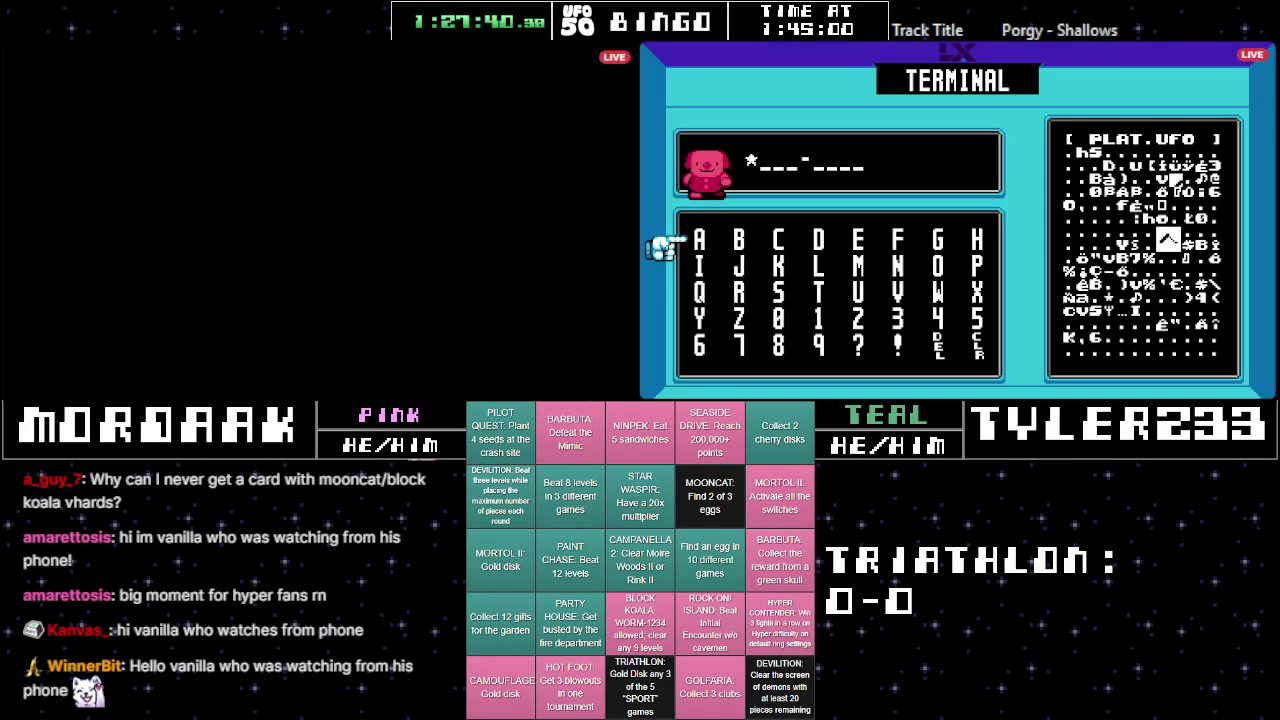 1:27:40.38
UFO 50
BINGO
TIME AT
1:45:00
Track Title
Porgy - Shallows
LIVE
LX
LIVE
TERMINAL
*___-____
[ PLAT.UFO ]
A B C D E F G H
I J K L M N O P
Q R S T U V W X
Y Z 0 1 2 3 4 5
6 7 8 9 ? ! DEL CLR
MORDAAK
PINK
HE/HIM
TEAL
HE/HIM
TYLER233
PILOT QUEST: Plant 4 seeds at the crash site
BARBUTA: Defeat the Mimic
NINPEK: Eat 5 sandwiches
SEASIDE DRIVE: Reach 200,000+ points
Collect 2 cherry disks
DEVILITION: Beat three levels while placing the maximum number of pieces each round
Beat 8 levels in 3 different games
STAR WASPIR: Have a 20x multiplier
MOONCAT: Find 2 of 3 eggs
MORTOL II: Activate all the switches
MORTOL II: Gold disk
PAINT CHASE: Beat 12 levels
CAMPANELLA 2: Clear Moire Woods II or Rink II
Find an egg in 10 different games
BARBUTA: Collect the reward from a green skull
Collect 12 gifts for the garden
PARTY HOUSE: Get busted by the fire department
BLOCK KOALA: WORM-1234 allowed; clear any 9 levels
ROCK ON! ISLAND: Beat Initial Encounter w/o cavemen
HYPER CONTENDER: Win 3 fights in a row on Hyper difficulty on default ring settings
CAMOUFLAGE: Gold disk
HOT FOOT: Get 3 blowouts in one tournament
TRIATHLON: Gold Disk any 3 of the 5 "SPORT" games
GOLFARIA: Collect 3 clubs
DEVILITION: Clear the screen of demons with at least 20 pieces remaining
a_guy_7: Why can I never get a card with mooncat/block
koala vhards?
amarettosis: hi im vanilla who was watching from his
phone!
amarettosis: big moment for hyper fans rn
Kanvas_: hi vanilla who watches from phone
WinnerBit: Hello vanilla who was watching from his
phone
TRIATHLON:
0-0